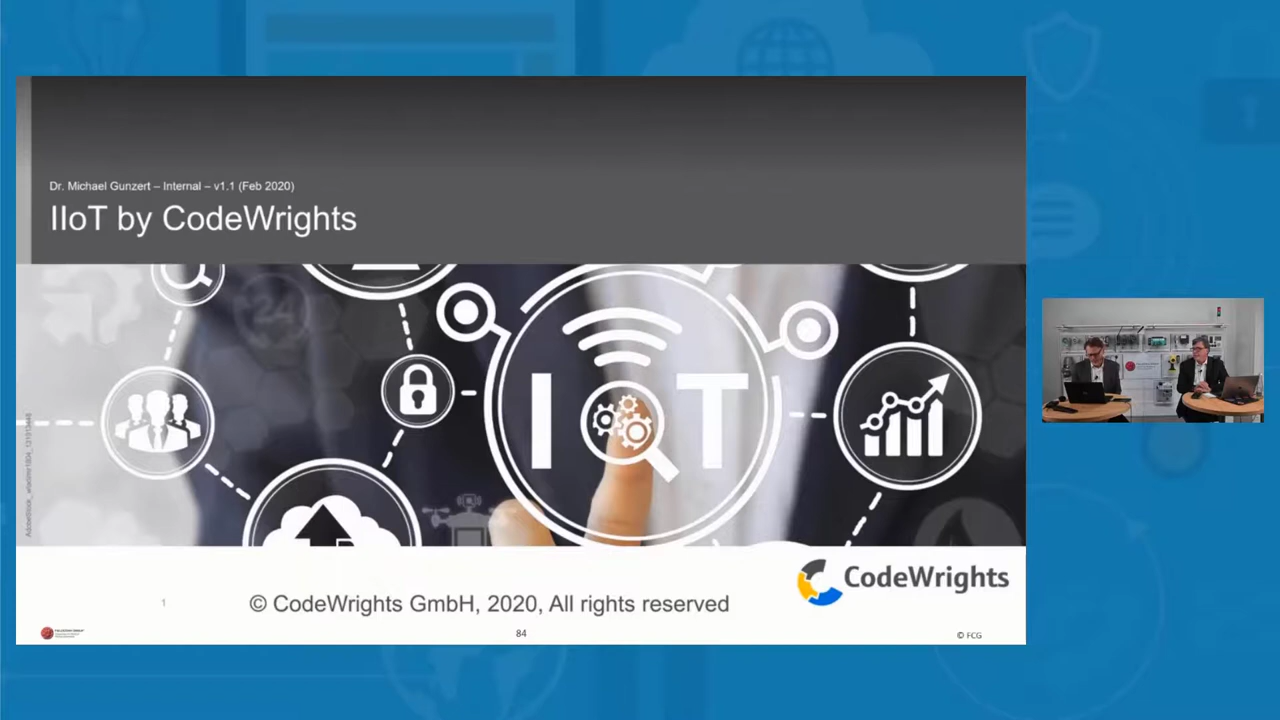 Dr. Michael Gunzert – Internal – v1.1 (Feb 2020)
IIoT by CodeWrights
24
I T
CodeWrights
1
© CodeWrights GmbH, 2020, All rights reserved
84
© FCG